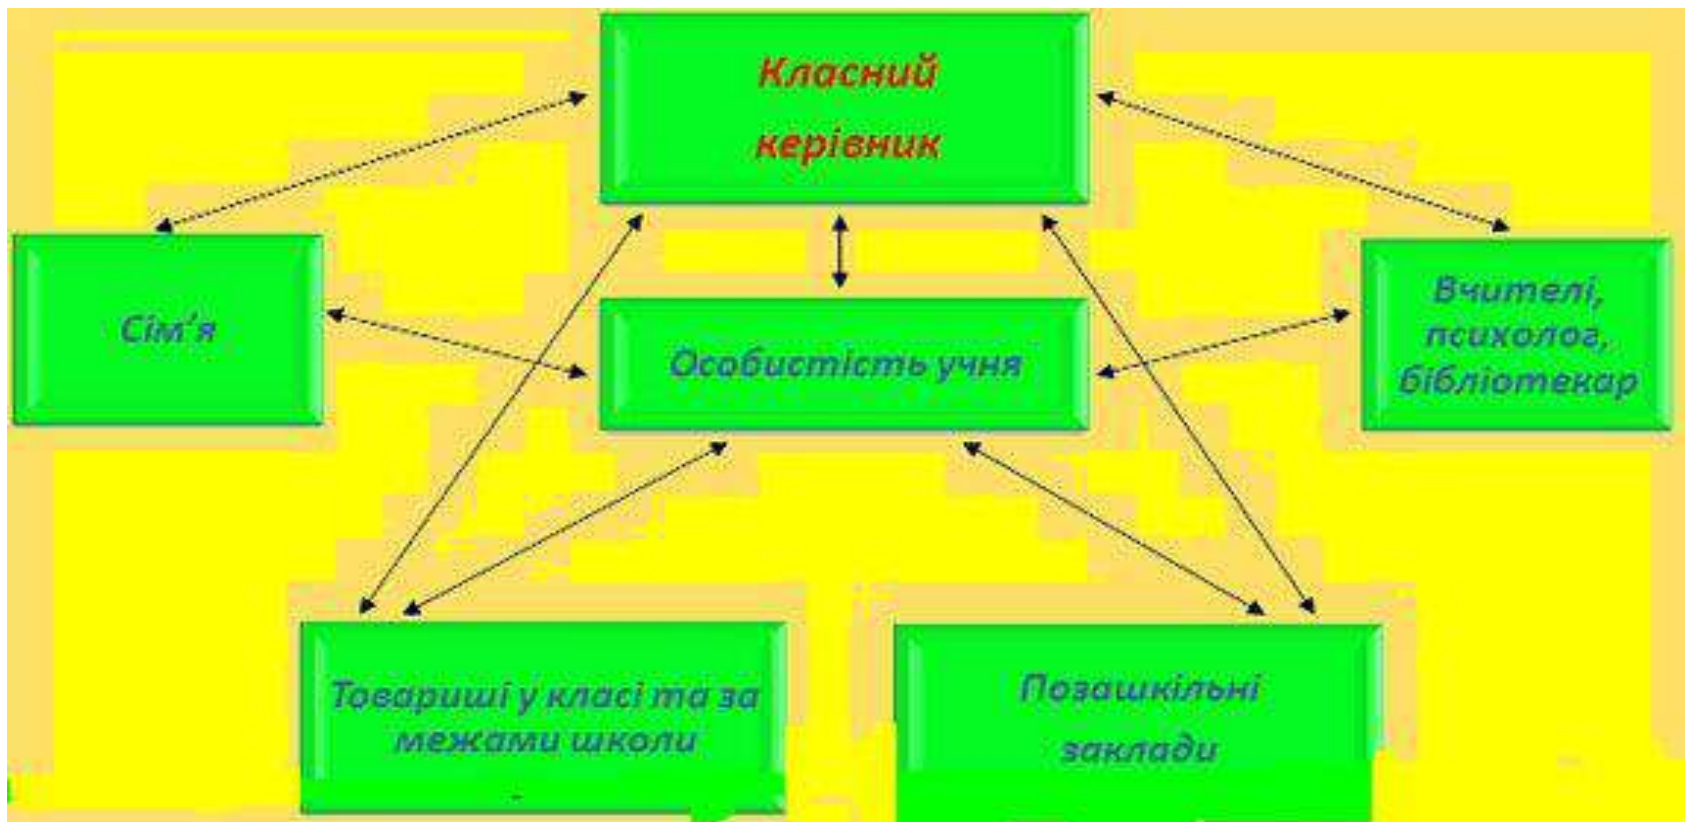 Класний
керівник
Сім'я
Особистість учня
Вчителі,
психолог,
бібліотекар
Товариші у класі та за
межами школи
Позашкільні
заклади